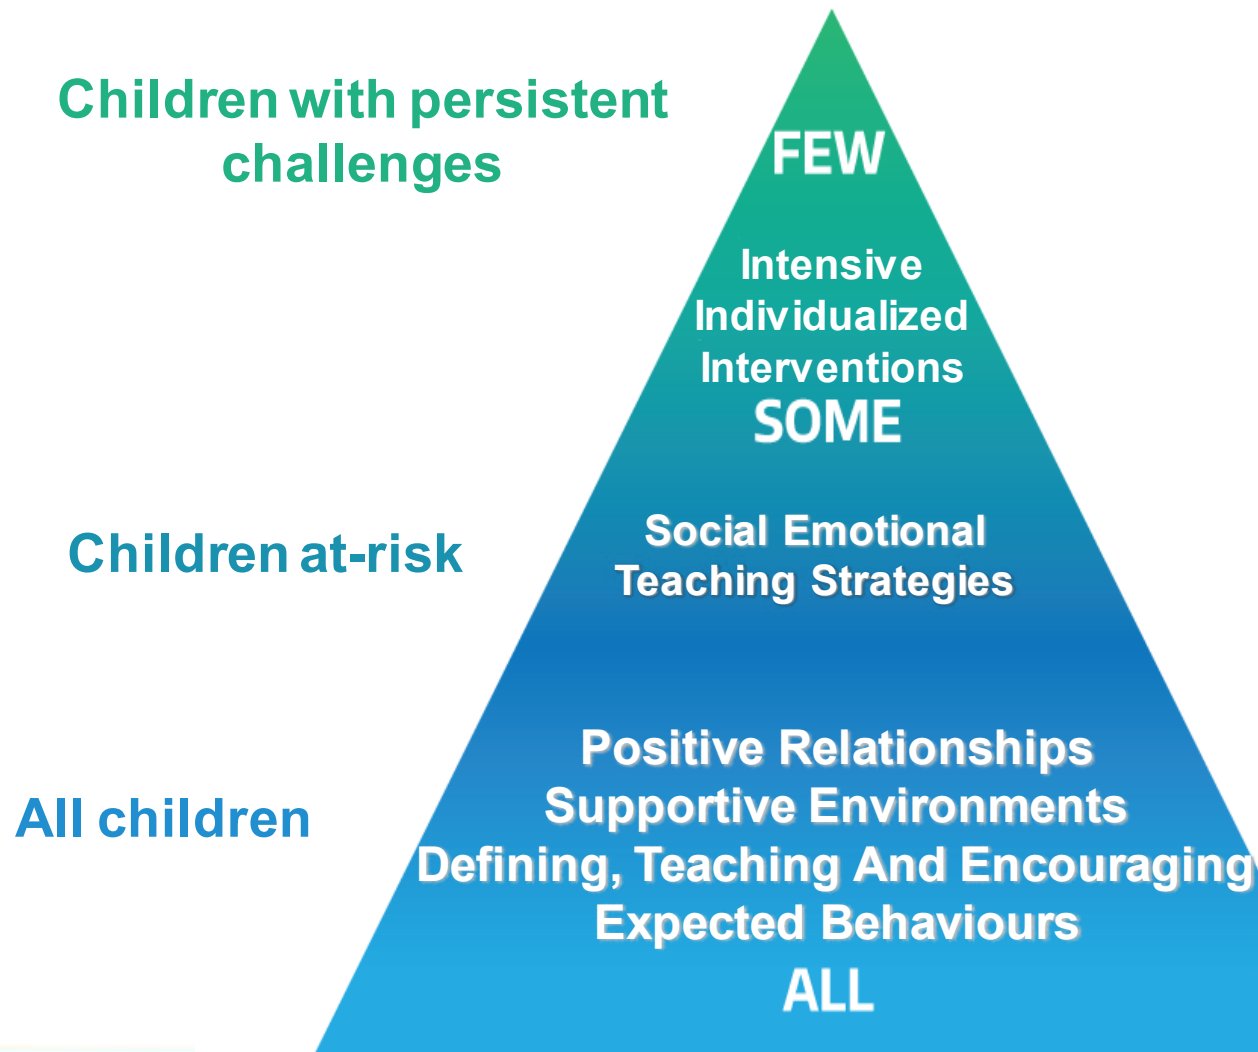 Children with persistent
challenges
FEW
Intensive
Individualized
Interventions
SOME
Children at-risk
Social Emotional
Teaching Strategies
All children
Positive Relationships
Supportive Environments
Defining, Teaching And Encouraging
Expected Behaviours
ALL